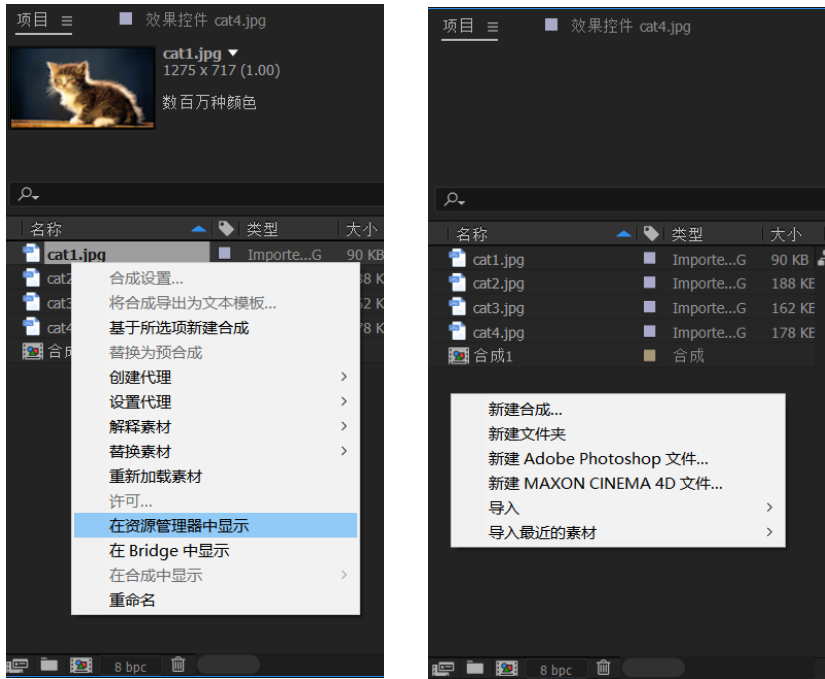 项目
效果控件 cat4.jpg
cat1.jpg
1275 x 717 (1.00)
数百万种颜色
名称 类型 大小
cat1.jpg Importe...G 90 KB
cat2
cat3
cat4
合成设置...
将合成导出为文本模板...
基于所选项新建合成
替换为预合成
创建代理
设置代理
解释素材
替换素材
重新加载素材
许可...
在资源管理器中显示
在 Bridge 中显示
在合成中显示
重命名
8 bpc
项目
效果控件 cat4.jpg
名称 类型 大小
cat1.jpg Importe...G 90 KB
cat2.jpg Importe...G 188 KE
cat3.jpg Importe...G 162 KE
cat4.jpg Importe...G 178 KE
合成1 合成
新建合成...
新建文件夹
新建 Adobe Photoshop 文件...
新建 MAXON CINEMA 4D 文件...
导入
导入最近的素材
8 bpc